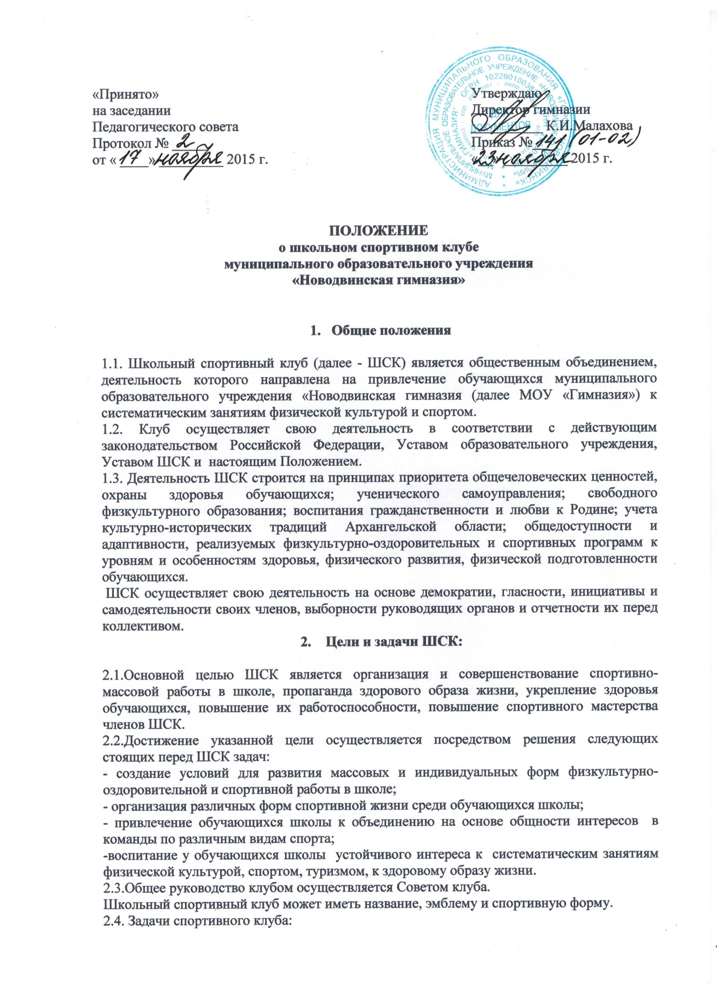 «Принято»
на заседании
Педагогического совета
Протокол № 2
от «17» ноября 2015 г.
Утверждаю
Директор гимназии
К.И.Малахова
Приказ № 141 (01-02)
«23» ноября 2015 г.
АДМИНИСТРАЦИЯ МУНИЦИПАЛЬНОГО ОБРАЗОВАНИЯ «ГОРОД НОВОДВИНСК»
МУНИЦИПАЛЬНОЕ ОБРАЗОВАТЕЛЬНОЕ УЧРЕЖДЕНИЕ «НОВОДВИНСКАЯ ГИМНАЗИЯ»
ДЛЯ
ДОКУМЕНТОВ
ПОЛОЖЕНИЕ
о школьном спортивном клубе
муниципального образовательного учреждения
«Новодвинская гимназия»
1. Общие положения
1.1. Школьный спортивный клуб (далее - ШСК) является общественным объединением,
деятельность которого направлена на привлечение обучающихся муниципального
образовательного учреждения «Новодвинская гимназия (далее МОУ «Гимназия») к
систематическим занятиям физической культурой и спортом.
1.2. Клуб осуществляет свою деятельность в соответствии с действующим
законодательством Российской Федерации, Уставом образовательного учреждения,
Уставом ШСК и настоящим Положением.
1.3. Деятельность ШСК строится на принципах приоритета общечеловеческих ценностей,
охраны здоровья обучающихся; ученического самоуправления; свободного
физкультурного образования; воспитания гражданственности и любви к Родине; учета
культурно-исторических традиций Архангельской области; общедоступности и
адаптивности, реализуемых физкультурно-оздоровительных и спортивных программ к
уровням и особенностям здоровья, физического развития, физической подготовленности
обучающихся.
ШСК осуществляет свою деятельность на основе демократии, гласности, инициативы и
самодеятельности своих членов, выборности руководящих органов и отчетности их перед
коллективом.
2. Цели и задачи ШСК:
2.1.Основной целью ШСК является организация и совершенствование спортивно-
массовой работы в школе, пропаганда здорового образа жизни, укрепление здоровья
обучающихся, повышение их работоспособности, повышение спортивного мастерства
членов ШСК.
2.2.Достижение указанной цели осуществляется посредством решения следующих
стоящих перед ШСК задач:
- создание условий для развития массовых и индивидуальных форм физкультурно-
оздоровительной и спортивной работы в школе;
- организация различных форм спортивной жизни среди обучающихся школы;
- привлечение обучающихся школы к объединению на основе общности интересов в
команды по различным видам спорта;
-воспитание у обучающихся школы устойчивого интереса к систематическим занятиям
физической культурой, спортом, туризмом, к здоровому образу жизни.
2.3.Общее руководство клубом осуществляется Советом клуба.
Школьный спортивный клуб может иметь название, эмблему и спортивную форму.
2.4. Задачи спортивного клуба: